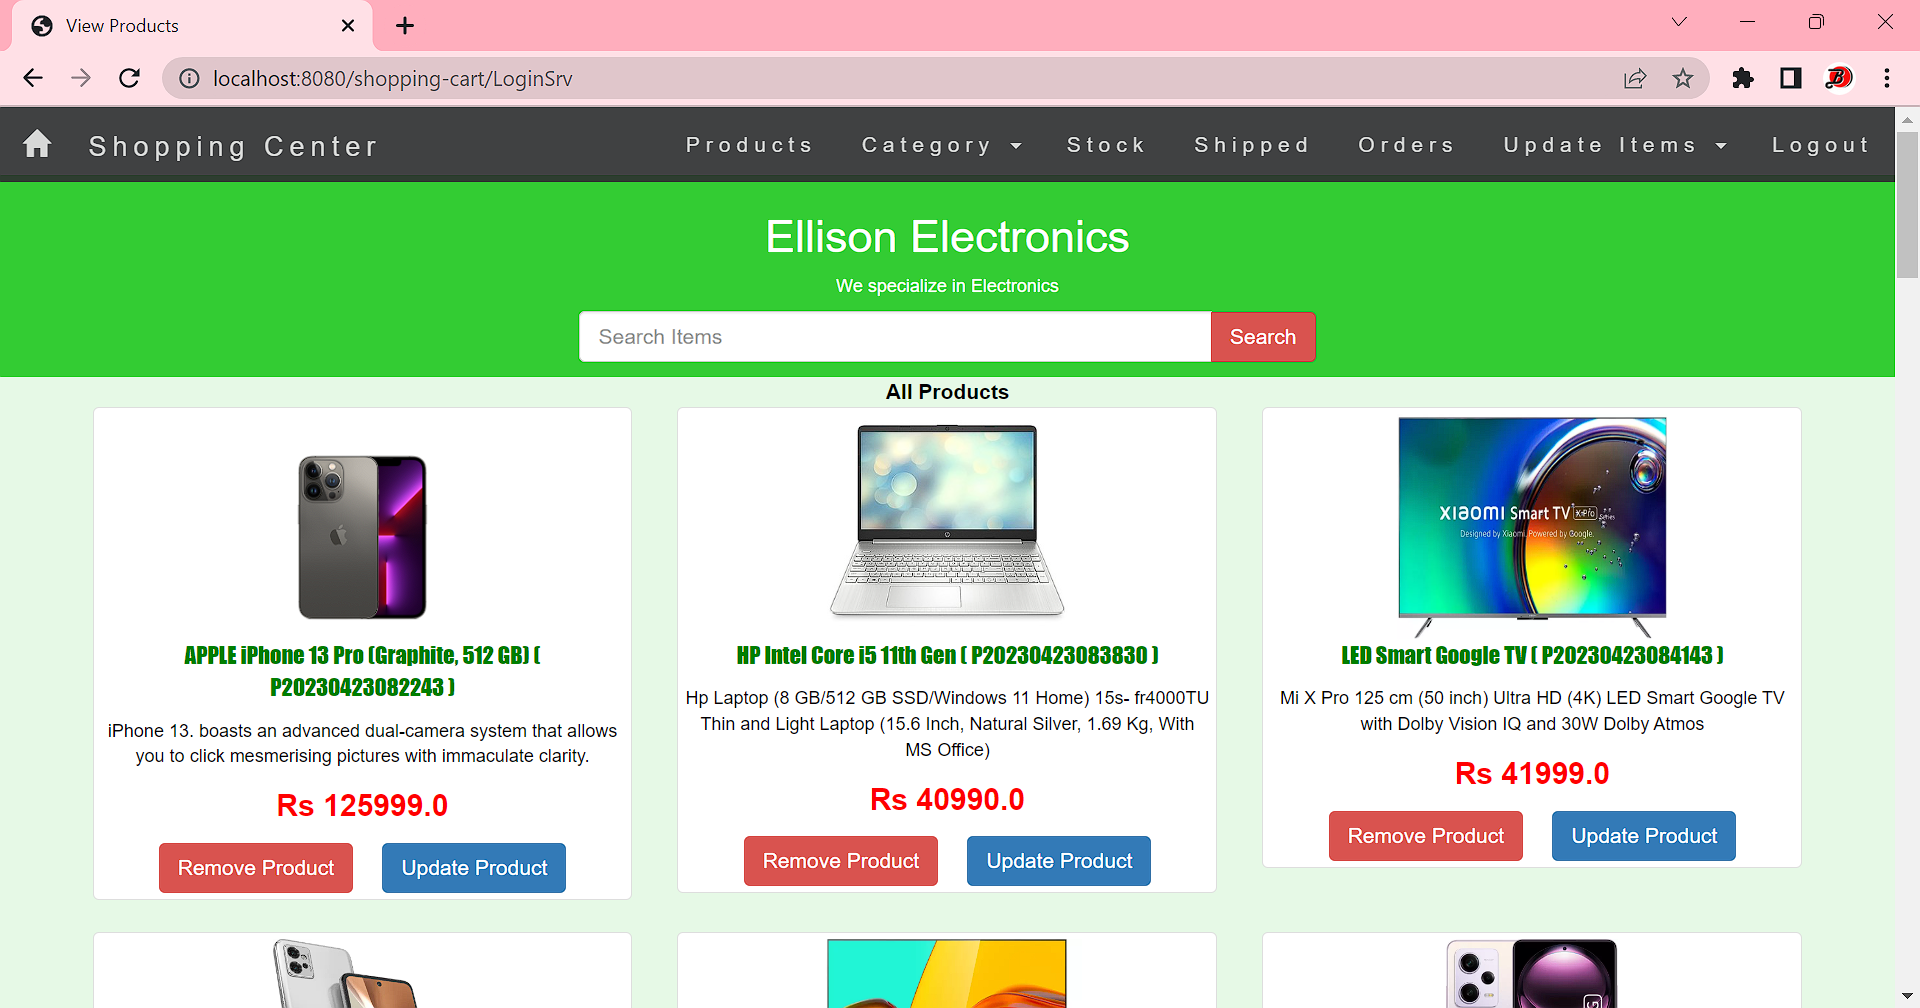 View Products
localhost:8080/shopping-cart/LoginSrv
Shopping Center
Products Category Stock Shipped Orders Update Items Logout
Ellison Electronics
We specialize in Electronics
Search Items Search
All Products
APPLE iPhone 13 Pro (Graphite, 512 GB) (
P20230423082243 )
iPhone 13. boasts an advanced dual-camera system that allows
you to click mesmerising pictures with immaculate clarity.
Rs 125999.0
Remove Product Update Product
HP Intel Core i5 11th Gen ( P20230423083830 )
Hp Laptop (8 GB/512 GB SSD/Windows 11 Home) 15s- fr4000TU
Thin and Light Laptop (15.6 Inch, Natural Silver, 1.69 Kg, With
MS Office)
Rs 40990.0
Remove Product Update Product
xiaomi Smart TV X-Pro Series
Designed by Xiaomi. Powered by Google.
LED Smart Google TV ( P20230423084143 )
Mi X Pro 125 cm (50 inch) Ultra HD (4K) LED Smart Google TV
with Dolby Vision IQ and 30W Dolby Atmos
Rs 41999.0
Remove Product Update Product